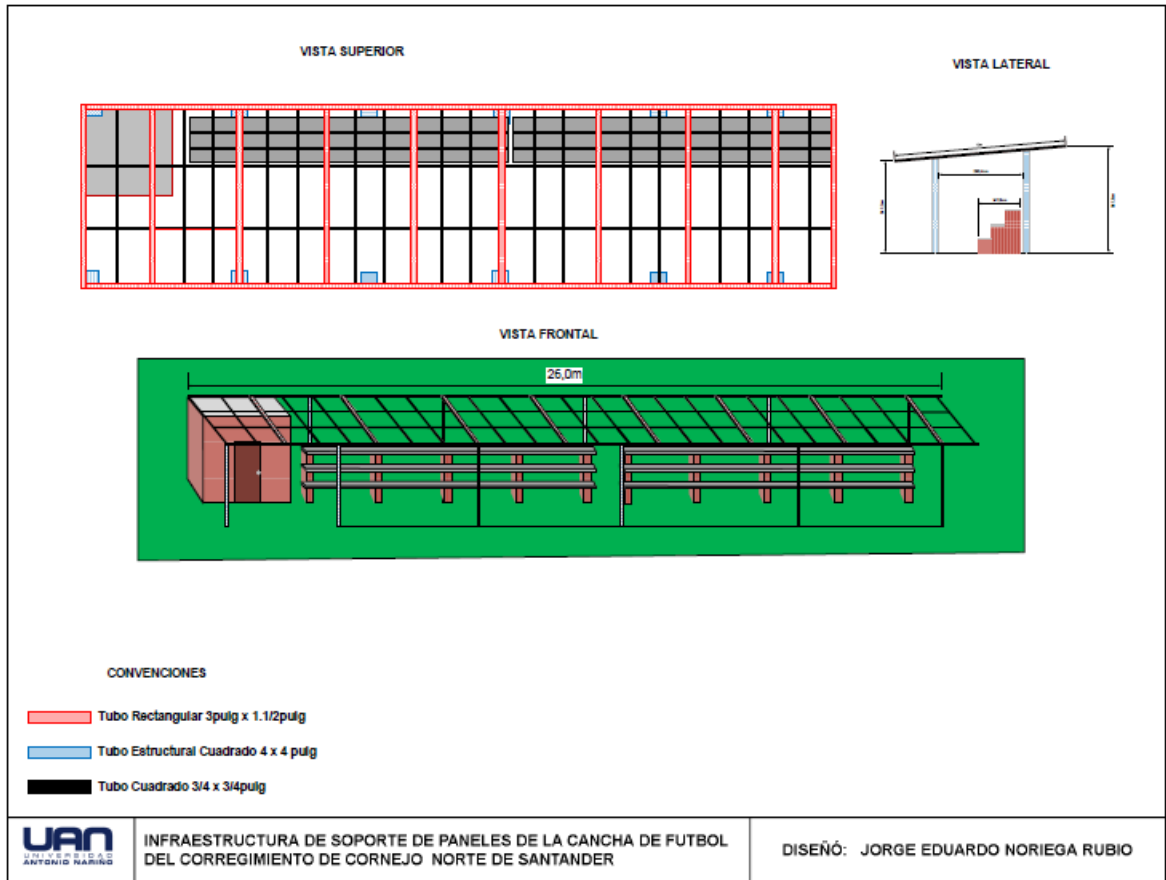 VISTA SUPERIOR
VISTA LATERAL
VISTA FRONTAL
26,0m
CONVENCIONES
Tubo Rectangular 3pulg x 1.1/2pulg
Tubo Estructural Cuadrado 4 x 4 pulg
Tubo Cuadrado 3/4 x 3/4pulg
UAN
UNIVERSIDAD
ANTONIO NARIÑO
INFRAESTRUCTURA DE SOPORTE DE PANELES DE LA CANCHA DE FUTBOL
DEL CORREGIMIENTO DE CORNEJO NORTE DE SANTANDER
DISEÑÓ: JORGE EDUARDO NORIEGA RUBIO